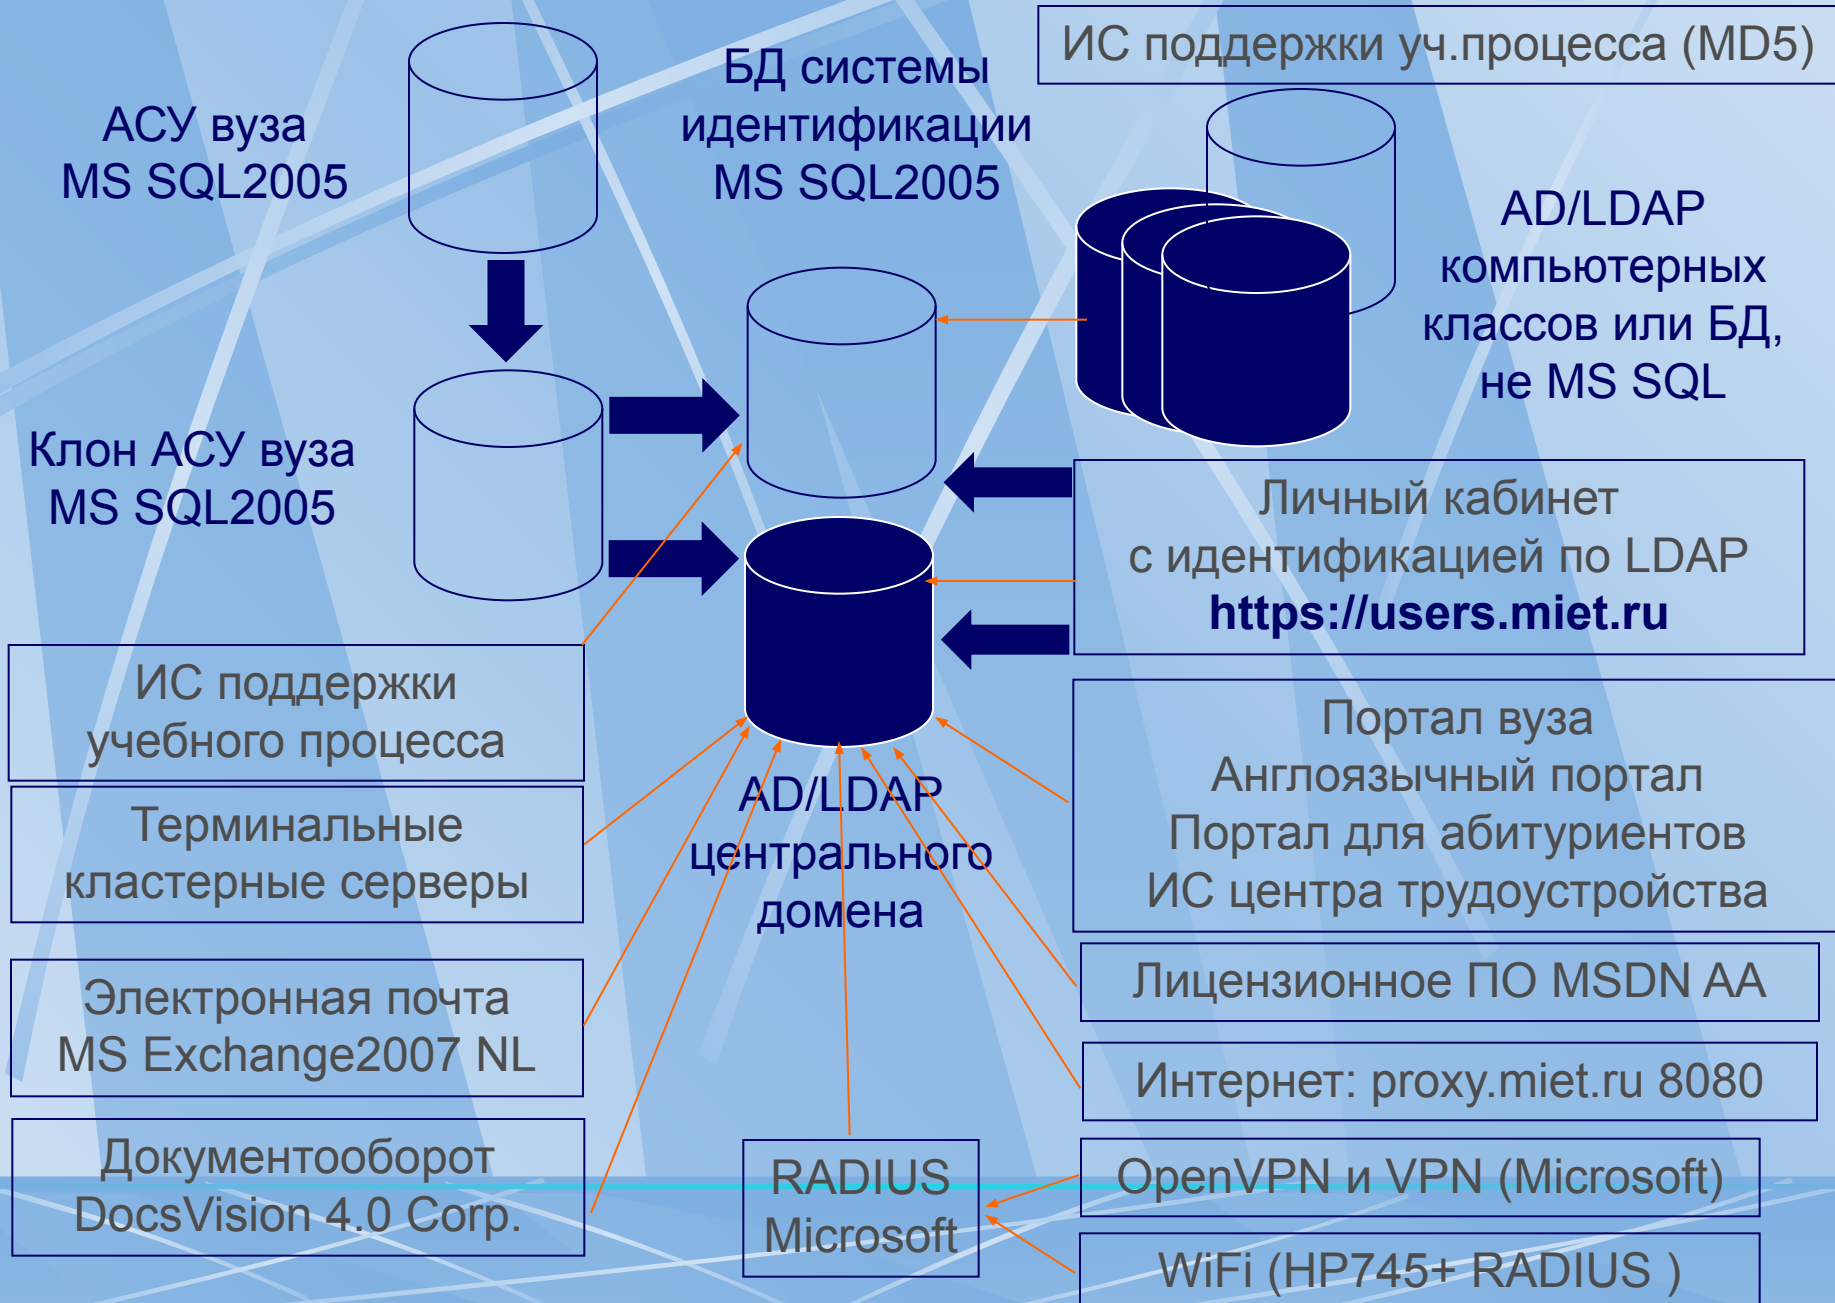 ИС поддержки уч.процесса (MD5)
АСУ вуза
MS SQL2005
БД системы
идентификации
MS SQL2005
AD/LDAP
компьютерных
классов или БД,
не MS SQL
Клон АСУ вуза
MS SQL2005
Личный кабинет
с идентификацией по LDAP
https://users.miet.ru
ИС поддержки
учебного процесса
Терминальные
кластерные серверы
Электронная почта
MS Exchange2007 NL
Документооборот
DocsVision 4.0 Corp.
AD/LDAP
центрального
домена
RADIUS
Microsoft
Портал вуза
Англоязычный портал
Портал для абитуриентов
ИС центра трудоустройства
Лицензионное ПО MSDN AA
Интернет: proxy.miet.ru 8080
OpenVPN и VPN (Microsoft)
WiFi (HP745+ RADIUS )